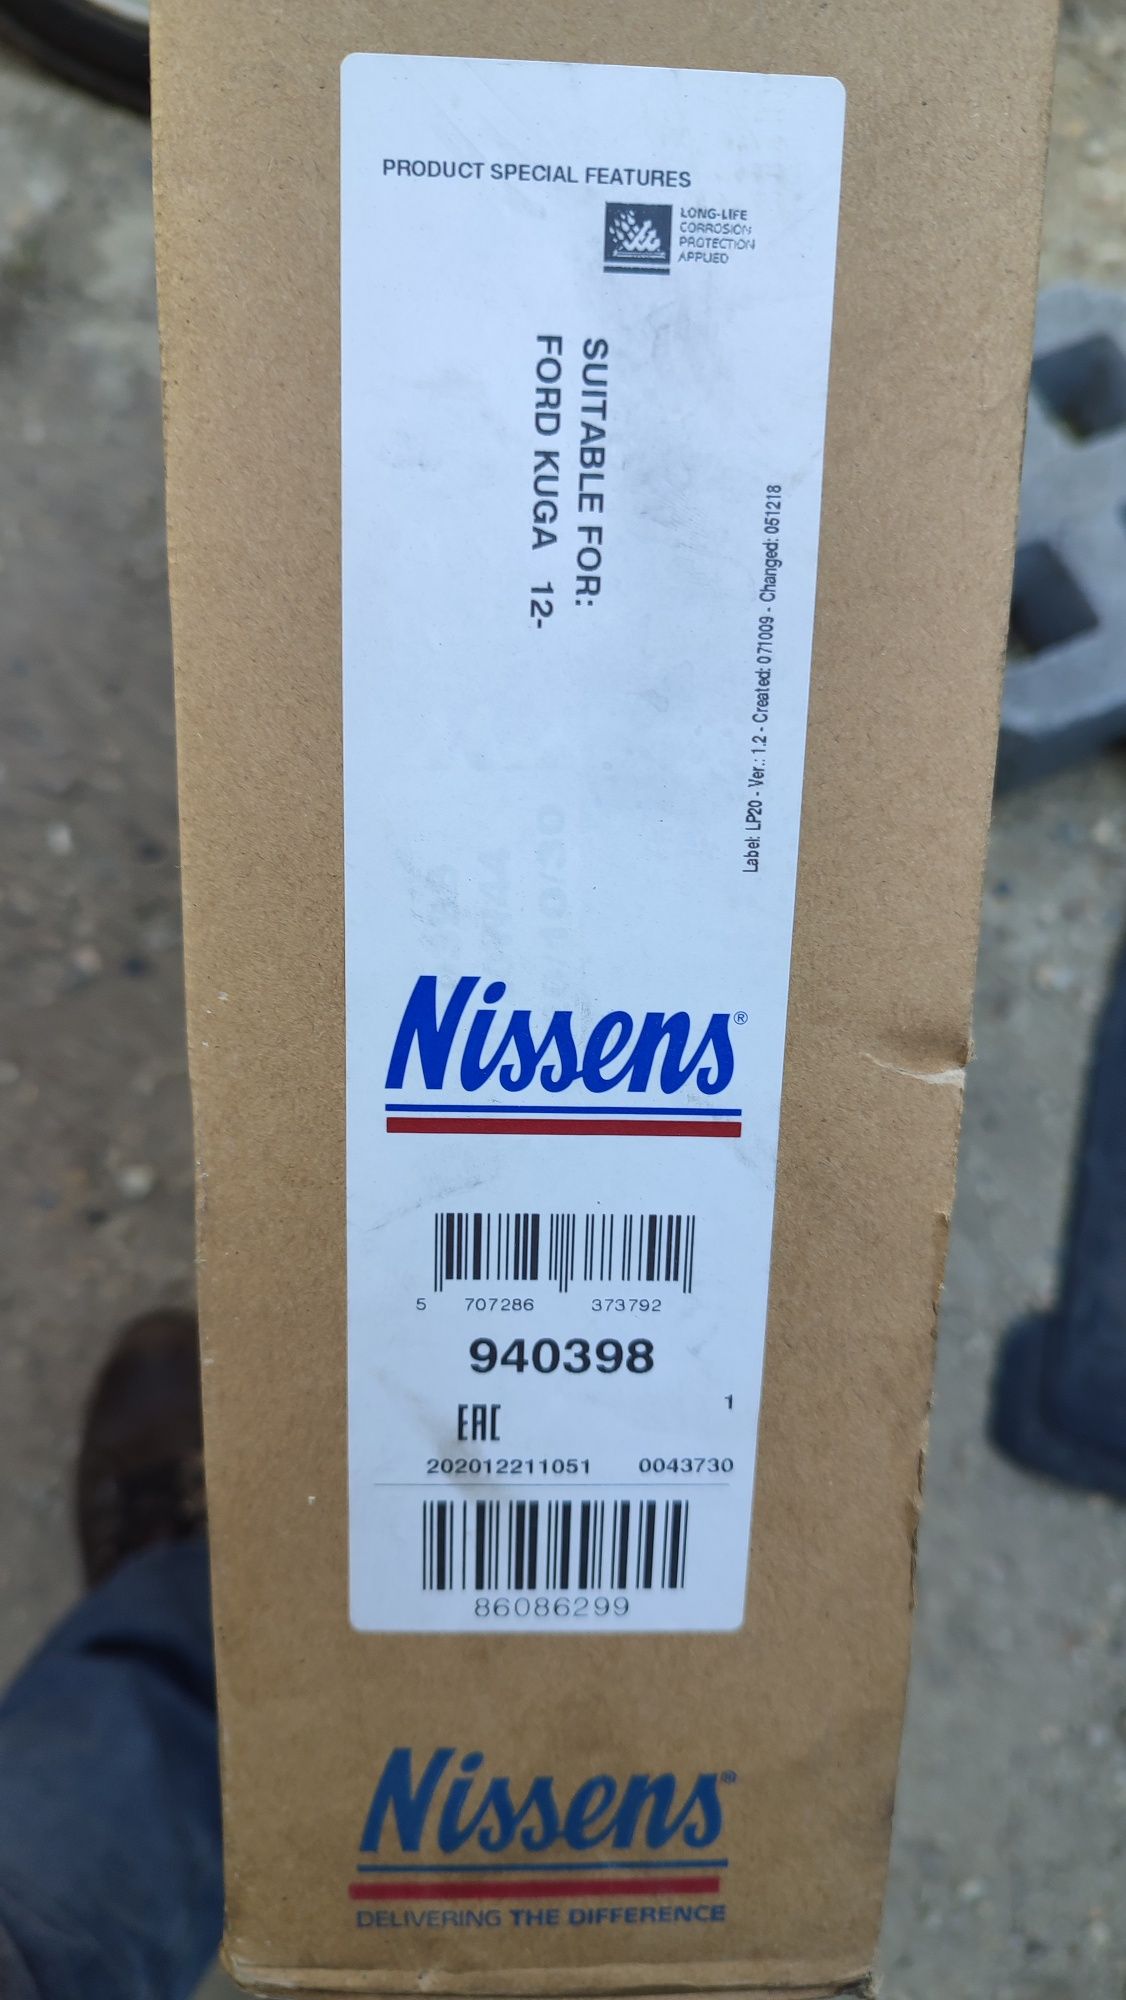 PRODUCT SPECIAL FEATURES
LONG-LIFE
CORROSION
PROTECTION
APPLIED
SUITABLE FOR:
FORD KUGA 12-
Label: LP20 - Ver.: 1.2 - Created: 071009 - Changed: 051218
Nissens®
5 707286 373792
940398
1
EAC
202012211051 0043730
86086299
Nissens®
DELIVERING THE DIFFERENCE